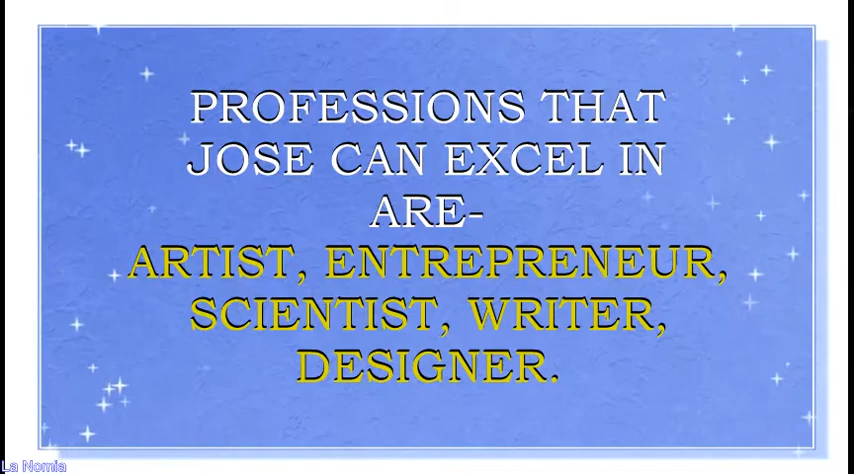 PROFESSIONS THAT
JOSE CAN EXCEL IN
ARE-
ARTIST, ENTREPRENEUR,
SCIENTIST, WRITER,
DESIGNER.
La Nomia